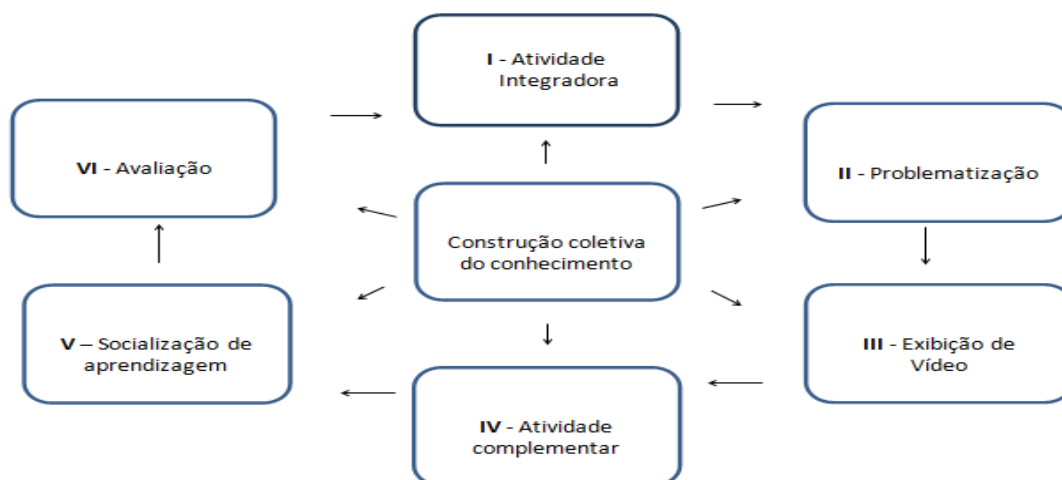 I - Atividade
Integradora
II - Problematização
III - Exibição de
Vídeo
IV - Atividade
complementar
V – Socialização de
aprendizagem
VI - Avaliação
Construção coletiva
do conhecimento